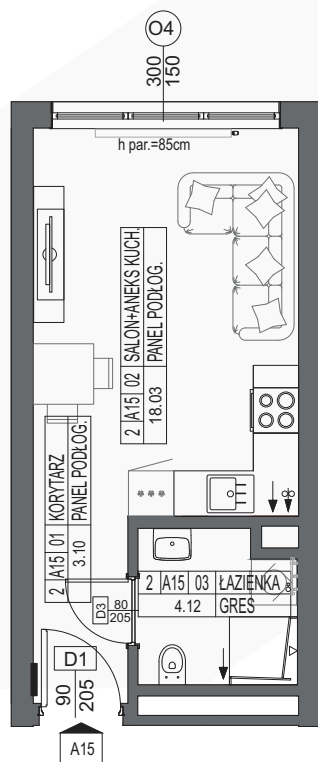 O4
300
150
h par.=85cm
2 A15 02 SALON+ANEKS KUCH.
18.03 PANEL PODŁOG.
2 A15 01 KORYTARZ
3.10 PANEL PODŁOG.
2 A15 03 ŁAZIENKA
4.12 GRES
D3 80
205
D1
90
205
A15